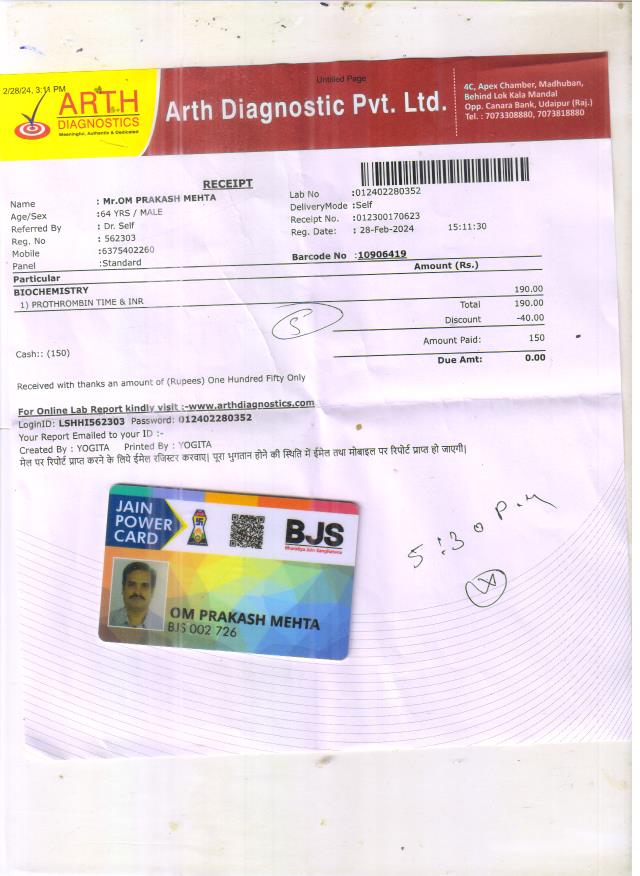 2/28/24, 3:11 PM
Untitled Page
ARTH
DIAGNOSTICS
Meaningful, Authentic & Dedicated
Arth Diagnostic Pvt. Ltd.
4C, Apex Chamber, Madhuban,
Behind Lok Kala Mandal
Opp. Canara Bank, Udaipur (Raj.)
Tel. : 7073308880, 7073818880
RECEIPT
Name : Mr.OM PRAKASH MEHTA
Age/Sex :64 YRS / MALE
Referred By : Dr. Self
Reg. No : 562303
Mobile :6375402260
Panel :Standard
Lab No :012402280352
DeliveryMode :Self
Receipt No. :012300170623
Reg. Date: : 28-Feb-2024 15:11:30
Barcode No :10906419
Particular Amount (Rs.)
BIOCHEMISTRY
1) PROTHROMBIN TIME & INR 190.00
Total 190.00
Discount -40.00
Amount Paid: 150
Due Amt: 0.00
Cash:: (150)
Received with thanks an amount of (Rupees) One Hundred Fifty Only
For Online Lab Report kindly visit :-www.arthdiagnostics.com
LoginID: LSHHI562303 Password: 012402280352
Your Report Emailed to your ID :-
Created By : YOGITA Printed By : YOGITA
मेल पर रिपोर्ट प्राप्त करने के लिये ईमेल रजिस्टर करवाए। पूरा भुगतान होने की स्थिति में ईमेल तथा मोबाइल पर रिपोर्ट प्राप्त हो जाएगी।
5:30 P.M
JAIN
POWER
CARD
BJS
Bharatiya Jain Sanghatana
OM PRAKASH MEHTA
BJS 002 726